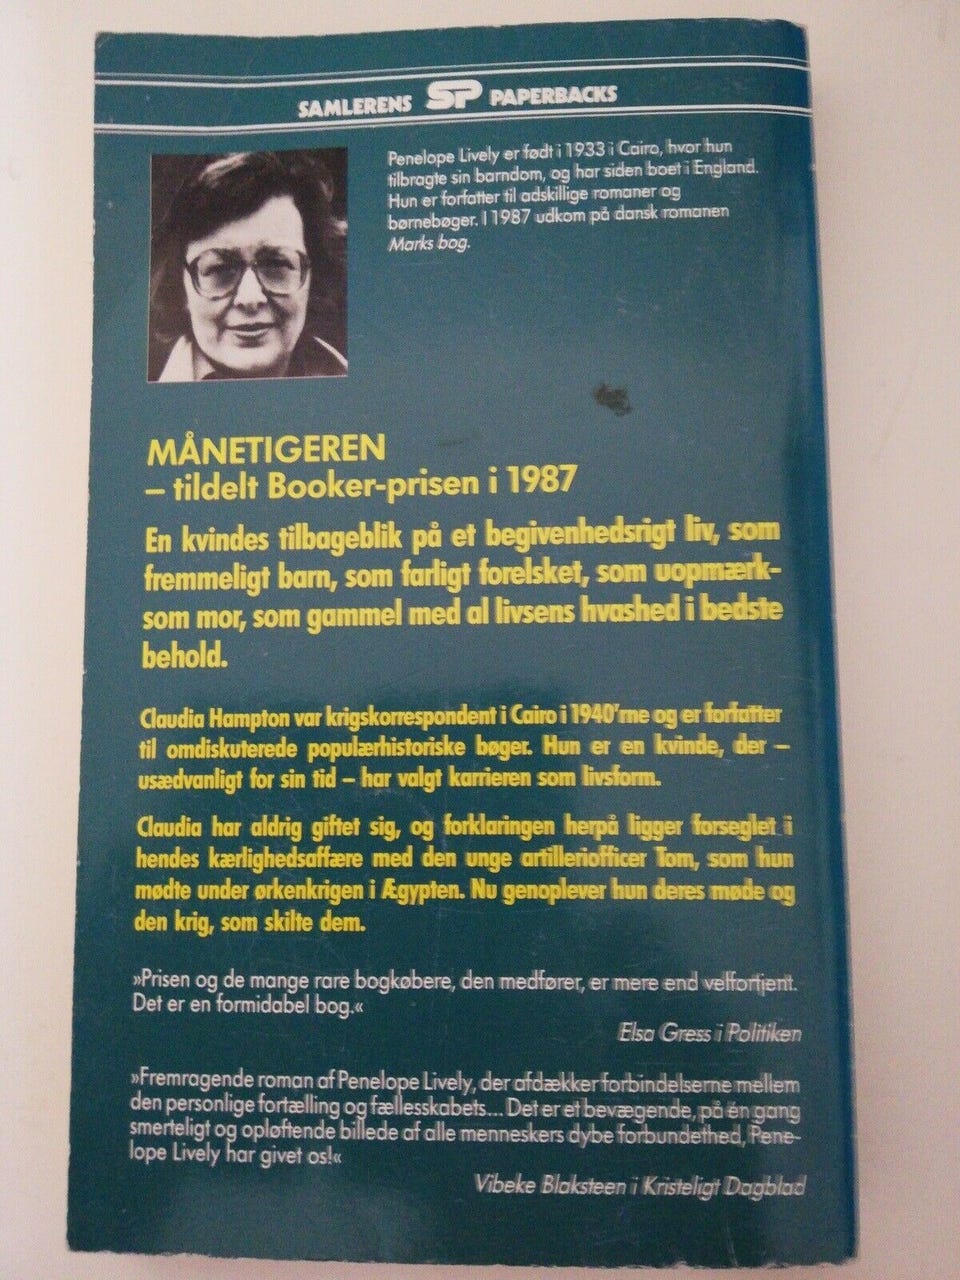 SAMLERENS SP PAPERBACKS
Penelope Lively er født i 1933 i Cairo, hvor hun
tilbragte sin barndom, og har siden boet i England.
Hun er forfatter til adskillige romaner og
børnebøger. I 1987 udkom på dansk romanen
Marks bog.
MÅNETIGEREN
– tildelt Booker-prisen i 1987
En kvindes tilbageblik på et begivenhedsrigt liv, som
fremmeligt barn, som farligt forelsket, som uopmærk-
som mor, som gammel med al livsens hvashed i bedste
behold.
Claudia Hampton var krigskorrespondent i Cairo i 1940'rne og er forfatter
til omdiskuterede populærhistoriske bøger. Hun er en kvinde, der –
usædvanligt for sin tid – har valgt karrieren som livsform.
Claudia har aldrig giftet sig, og forklaringen herpå ligger forseglet i
hendes kærlighedsaffære med den unge artilleriofficer Tom, som hun
mødte under ørkenkrigen i Ægypten. Nu genoplever hun deres møde og
den krig, som skilte dem.
»Prisen og de mange rare bogkøbere, den medfører, er mere end velfortjent.
Det er en formidabel bog.«
Elsa Gress i Politiken
»Fremragende roman af Penelope Lively, der afdækker forbindelserne mellem
den personlige fortælling og fællesskabets... Det er et bevægende, på én gang
smerteligt og opløftende billede af alle menneskers dybe forbundethed, Pene-
lope Lively har givet os!«
Vibeke Blaksteen i Kristeligt Dagblad